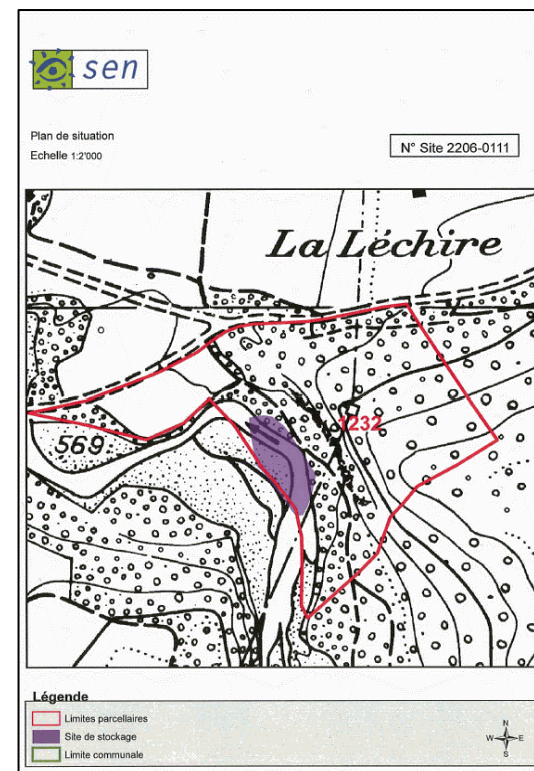 sen
Plan de situation
Echelle 1:2'000
N° Site 2206-0111
La Léchire
1232
569
Légende
Limites parcellaires
Site de stockage
Limite communale
N
W E
S